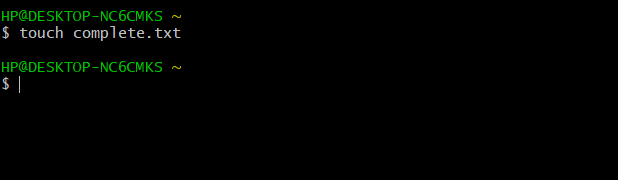 HP@DESKTOP-NC6CMKS ~
$ touch complete.txt
HP@DESKTOP-NC6CMKS ~
$